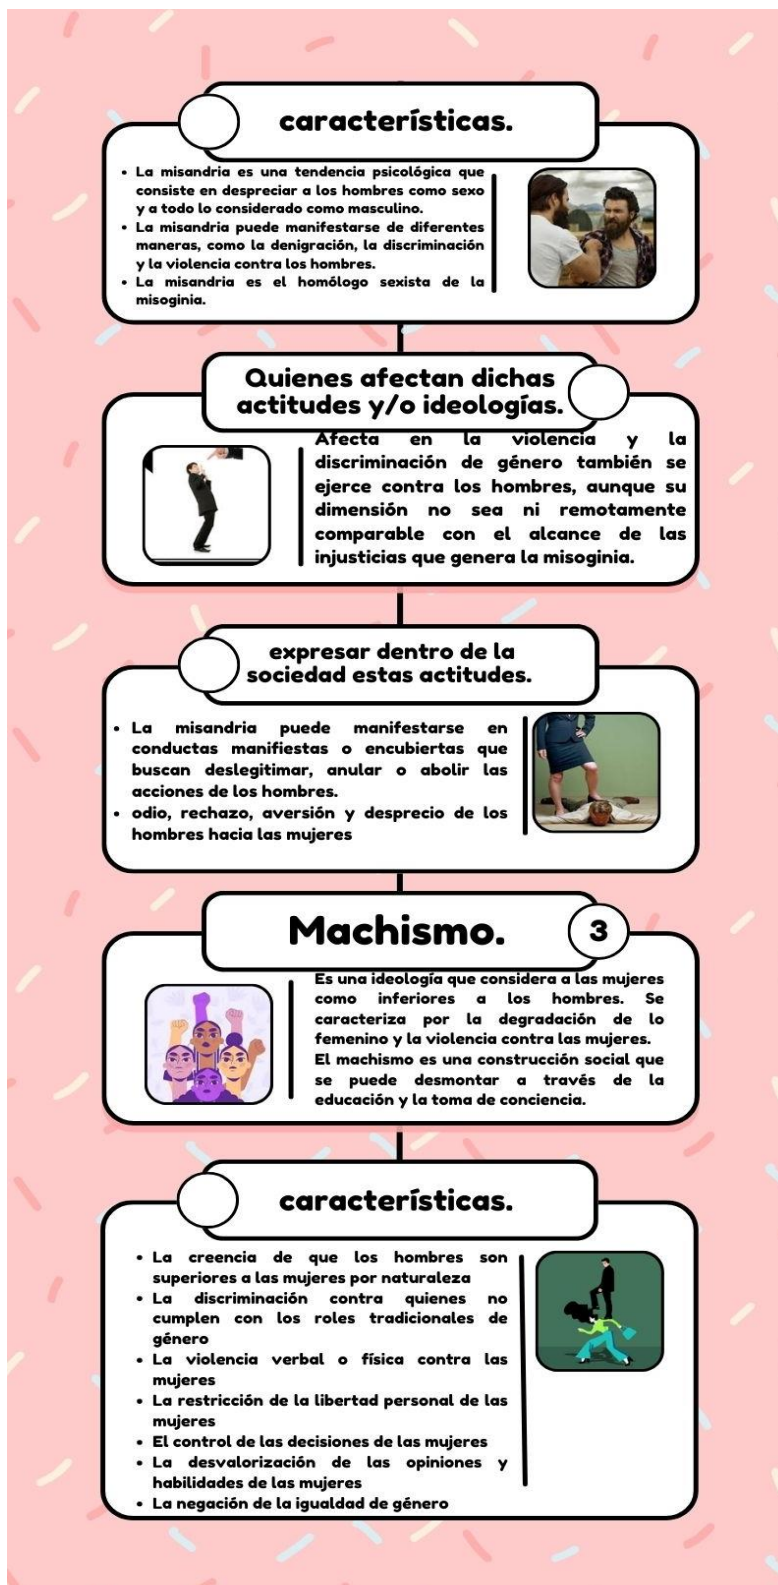 características.
• La misandria es una tendencia psicológica que
consiste en despreciar a los hombres como sexo
y a todo lo considerado como masculino.
• La misandria puede manifestarse de diferentes
maneras, como la denigración, la discriminación
y la violencia contra los hombres.
• La misandria es el homólogo sexista de la
misoginia.
Quienes afectan dichas
actitudes y/o ideologías.
Afecta en la violencia y la
discriminación de género también se
ejerce contra los hombres, aunque su
dimensión no sea ni remotamente
comparable con el alcance de las
injusticias que genera la misoginia.
expresar dentro de la
sociedad estas actitudes.
• La misandria puede manifestarse en
conductas manifiestas o encubiertas que
buscan deslegitimar, anular o abolir las
acciones de los hombres.
• odio, rechazo, aversión y desprecio de los
hombres hacia las mujeres
Machismo.
3
Es una ideología que considera a las mujeres
como inferiores a los hombres. Se
caracteriza por la degradación de lo
femenino y la violencia contra las mujeres.
El machismo es una construcción social que
se puede desmontar a través de la
educación y la toma de conciencia.
características.
• La creencia de que los hombres son
superiores a las mujeres por naturaleza
• La discriminación contra quienes no
cumplen con los roles tradicionales de
género
• La violencia verbal o física contra las
mujeres
• La restricción de la libertad personal de las
mujeres
• El control de las decisiones de las mujeres
• La desvalorización de las opiniones y
habilidades de las mujeres
• La negación de la igualdad de género